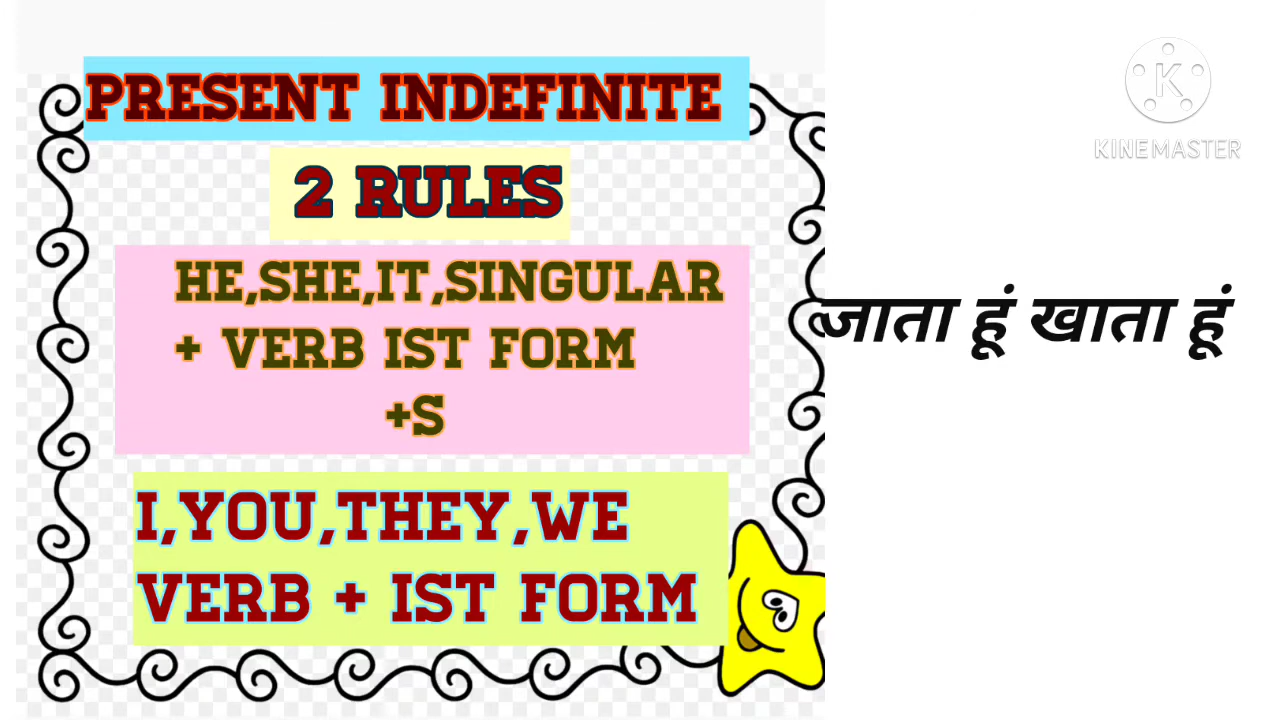 PRESENT INDEFINITE
2 RULES
HE,SHE,IT,SINGULAR
+ VERB IST FORM
+S
I,YOU,THEY,WE
VERB + IST FORM
जाता हूं खाता हूं
K
KINEMASTER